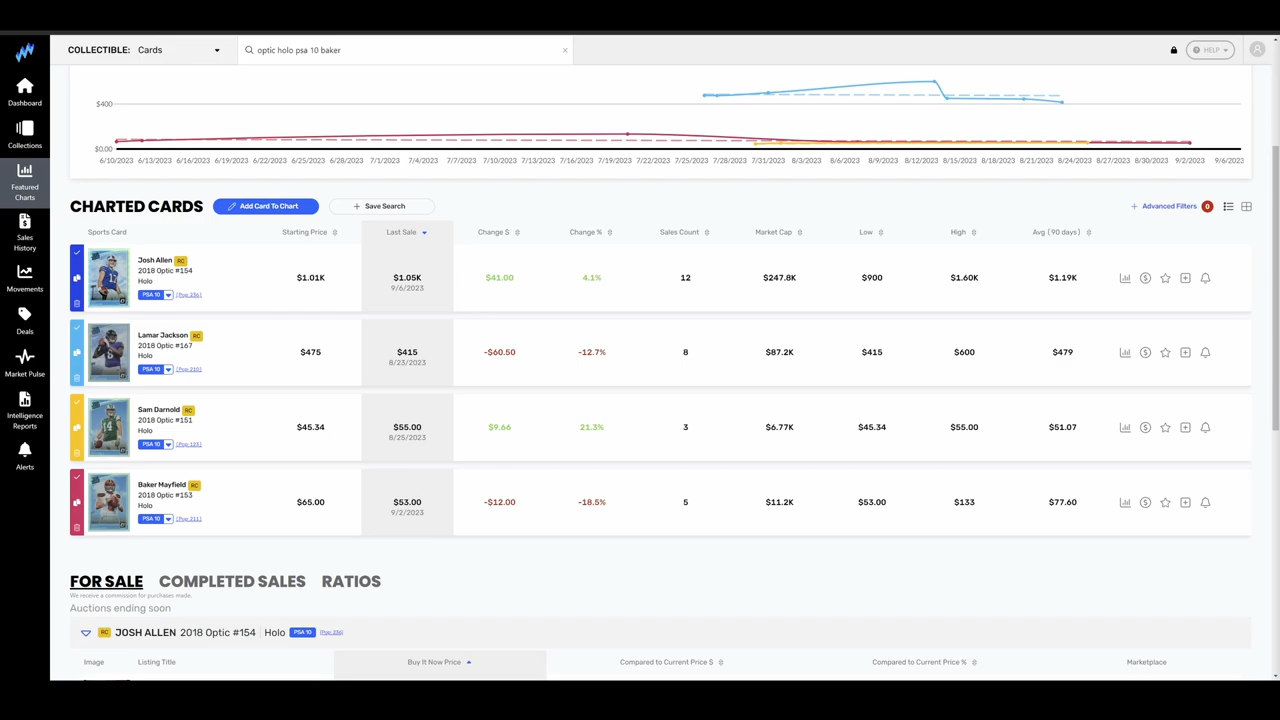 COLLECTIBLE: Cards
optic holo psa 10 baker
HELP
Dashboard
Collections
Featured Charts
Sales History
Movements
Deals
Market Pulse
Intelligence Reports
Alerts
$400
$0.00
6/10/2023 6/13/2023 6/16/2023 6/19/2023 6/22/2023 6/25/2023 6/28/2023 7/1/2023 7/4/2023 7/7/2023 7/10/2023 7/13/2023 7/16/2023 7/19/2023 7/22/2023 7/25/2023 7/28/2023 7/31/2023 8/3/2023 8/6/2023 8/9/2023 8/12/2023 8/15/2023 8/18/2023 8/21/2023 8/24/2023 8/27/2023 8/30/2023 9/2/2023 9/6/2023
CHARTED CARDS Add Card To Chart + Save Search + Advanced Filters 0
Sports Card Starting Price Last Sale Change $ Change % Sales Count Market Cap Low High Avg (90 days)
Josh Allen RC
2018 Optic #154
Holo
PSA 10 [Pop: 236]
$1.01K $1.05K $41.00 4.1% 12 $247.8K $900 $1.60K $1.19K
9/6/2023
Lamar Jackson RC
2018 Optic #167
Holo
PSA 10 [Pop: 210]
$475 $415 -$60.50 -12.7% 8 $87.2K $415 $600 $479
8/23/2023
Sam Darnold RC
2018 Optic #151
Holo
PSA 10 [Pop: 123]
$45.34 $55.00 $9.66 21.3% 3 $6.77K $45.34 $55.00 $51.07
8/25/2023
Baker Mayfield RC
2018 Optic #153
Holo
PSA 10 [Pop: 211]
$65.00 $53.00 -$12.00 -18.5% 5 $11.2K $53.00 $133 $77.60
9/2/2023
FOR SALE COMPLETED SALES RATIOS
We receive a commission for purchases made.
Auctions ending soon
RC JOSH ALLEN 2018 Optic #154 Holo PSA 10 [Pop: 236]
Image Listing Title Buy It Now Price Compared to Current Price $ Compared to Current Price % Marketplace